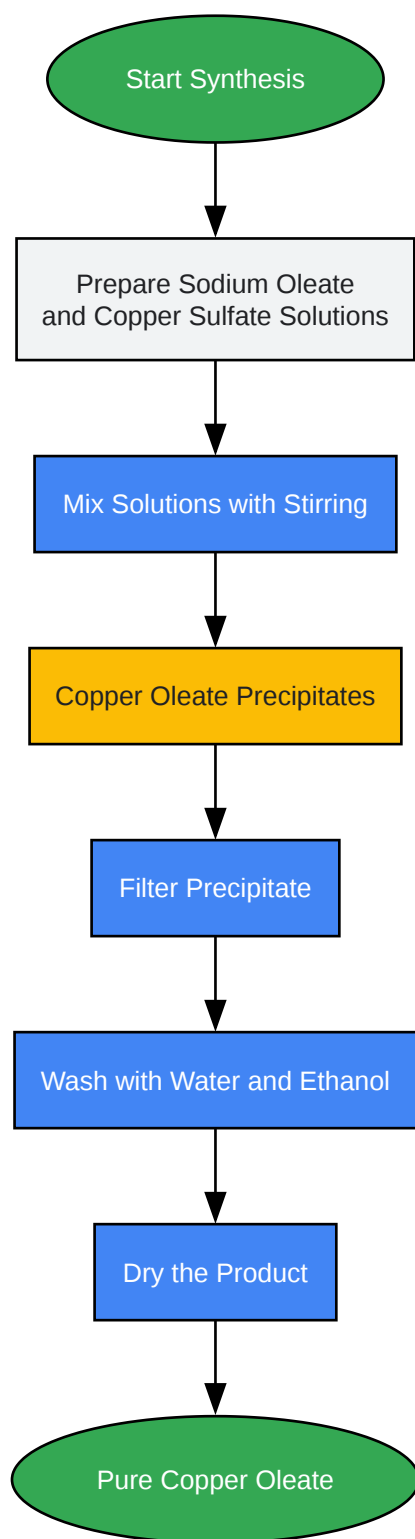 Start Synthesis
Prepare Sodium Oleate
and Copper Sulfate Solutions
Mix Solutions with Stirring
Copper Oleate Precipitates
Filter Precipitate
Wash with Water and Ethanol
Dry the Product
Pure Copper Oleate